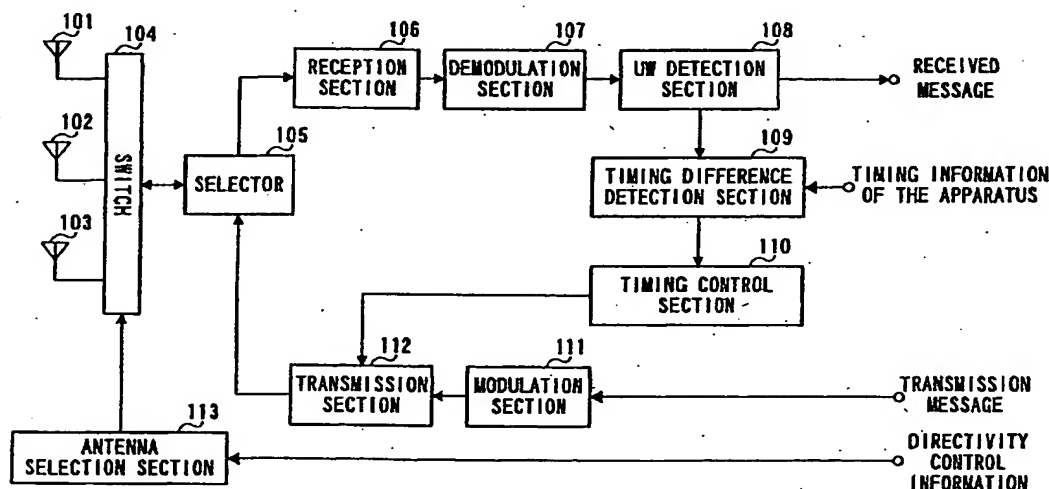 101
104
106
107
108
RECEPTION
SECTION
DEMODULATION
SECTION
UW DETECTION
SECTION
RECEIVED
MESSAGE
102
105
SWITCH
SELECTOR
109
TIMING DIFFERENCE
DETECTION SECTION
TIMING INFORMATION
OF THE APPARATUS
103
110
TIMING CONTROL
SECTION
112
111
TRANSMISSION
SECTION
MODULATION
SECTION
TRANSMISSION
MESSAGE
113
ANTENNA
SELECTION SECTION
DIRECTIVITY
CONTROL
INFORMATION